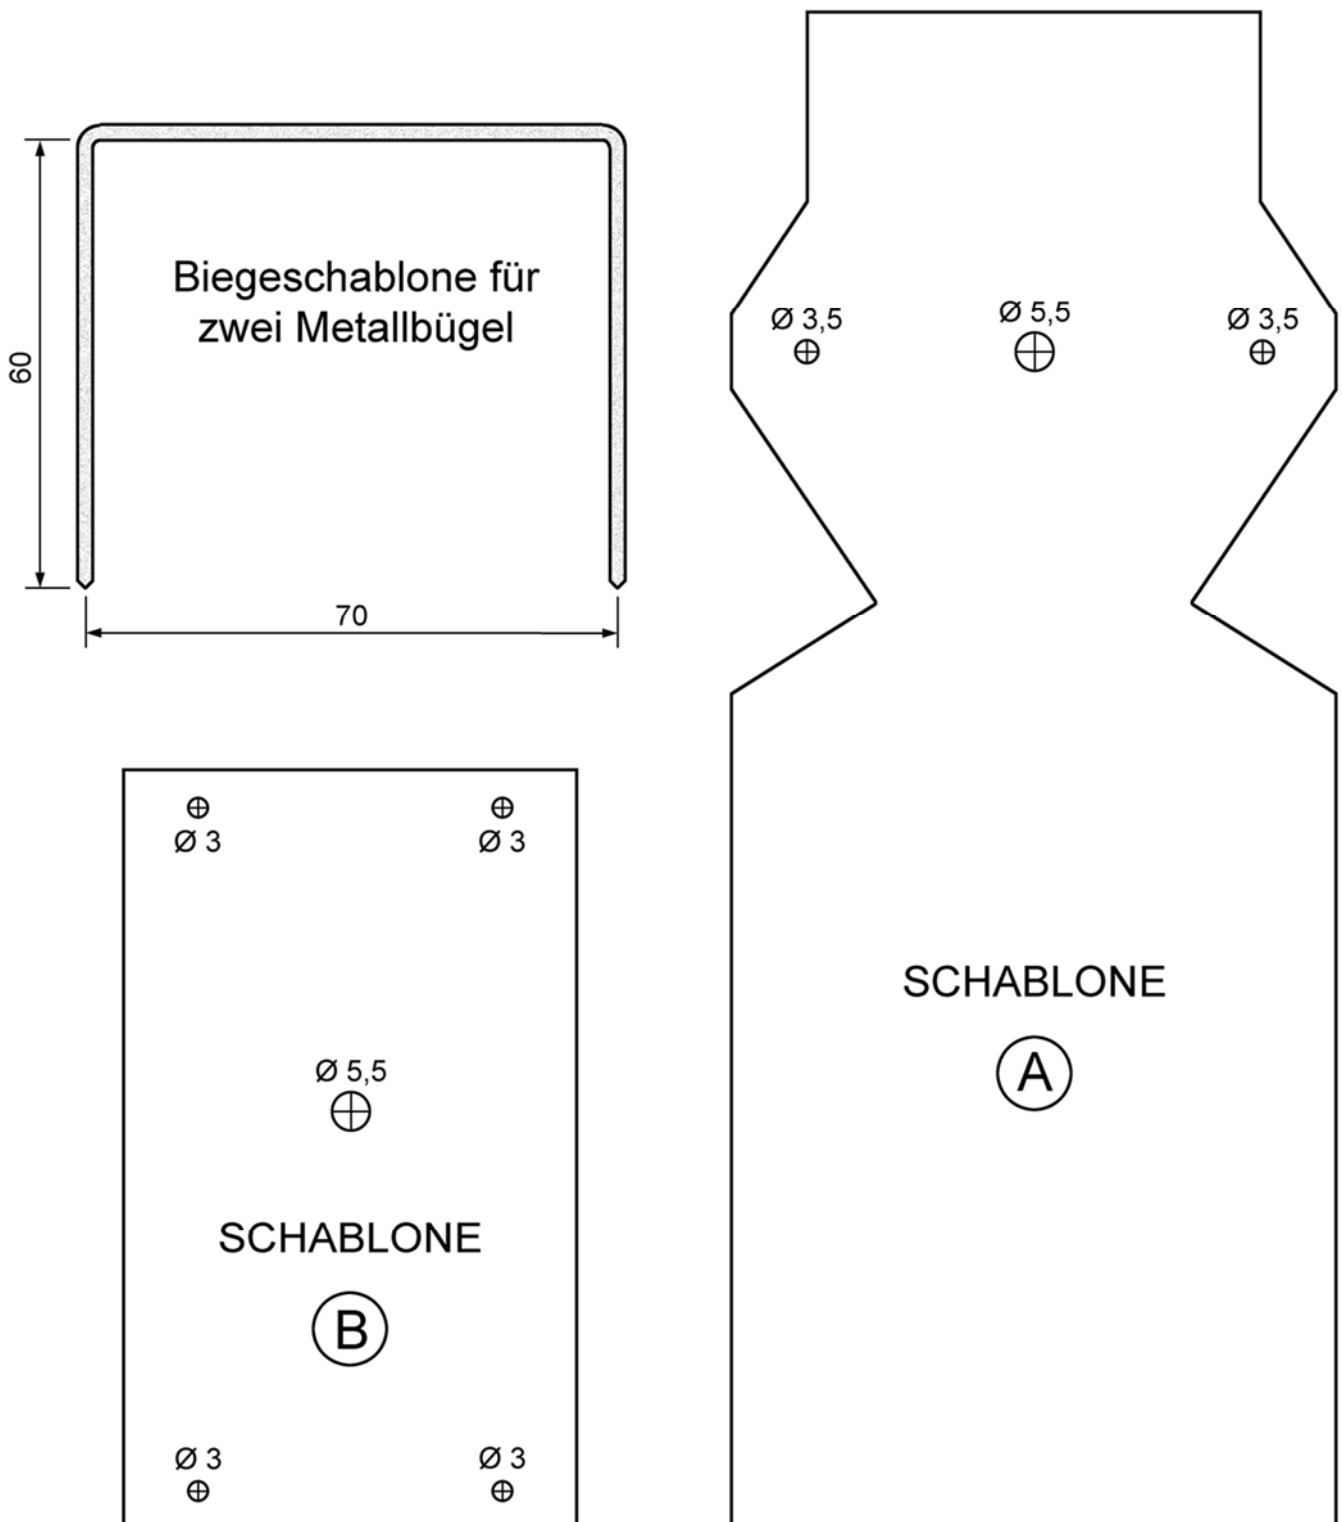 Biegeschablone für
zwei Metallbügel
60
70
Ø 3,5
Ø 5,5
Ø 3,5
SCHABLONE
A
Ø 3
Ø 3
Ø 5,5
SCHABLONE
B
Ø 3
Ø 3